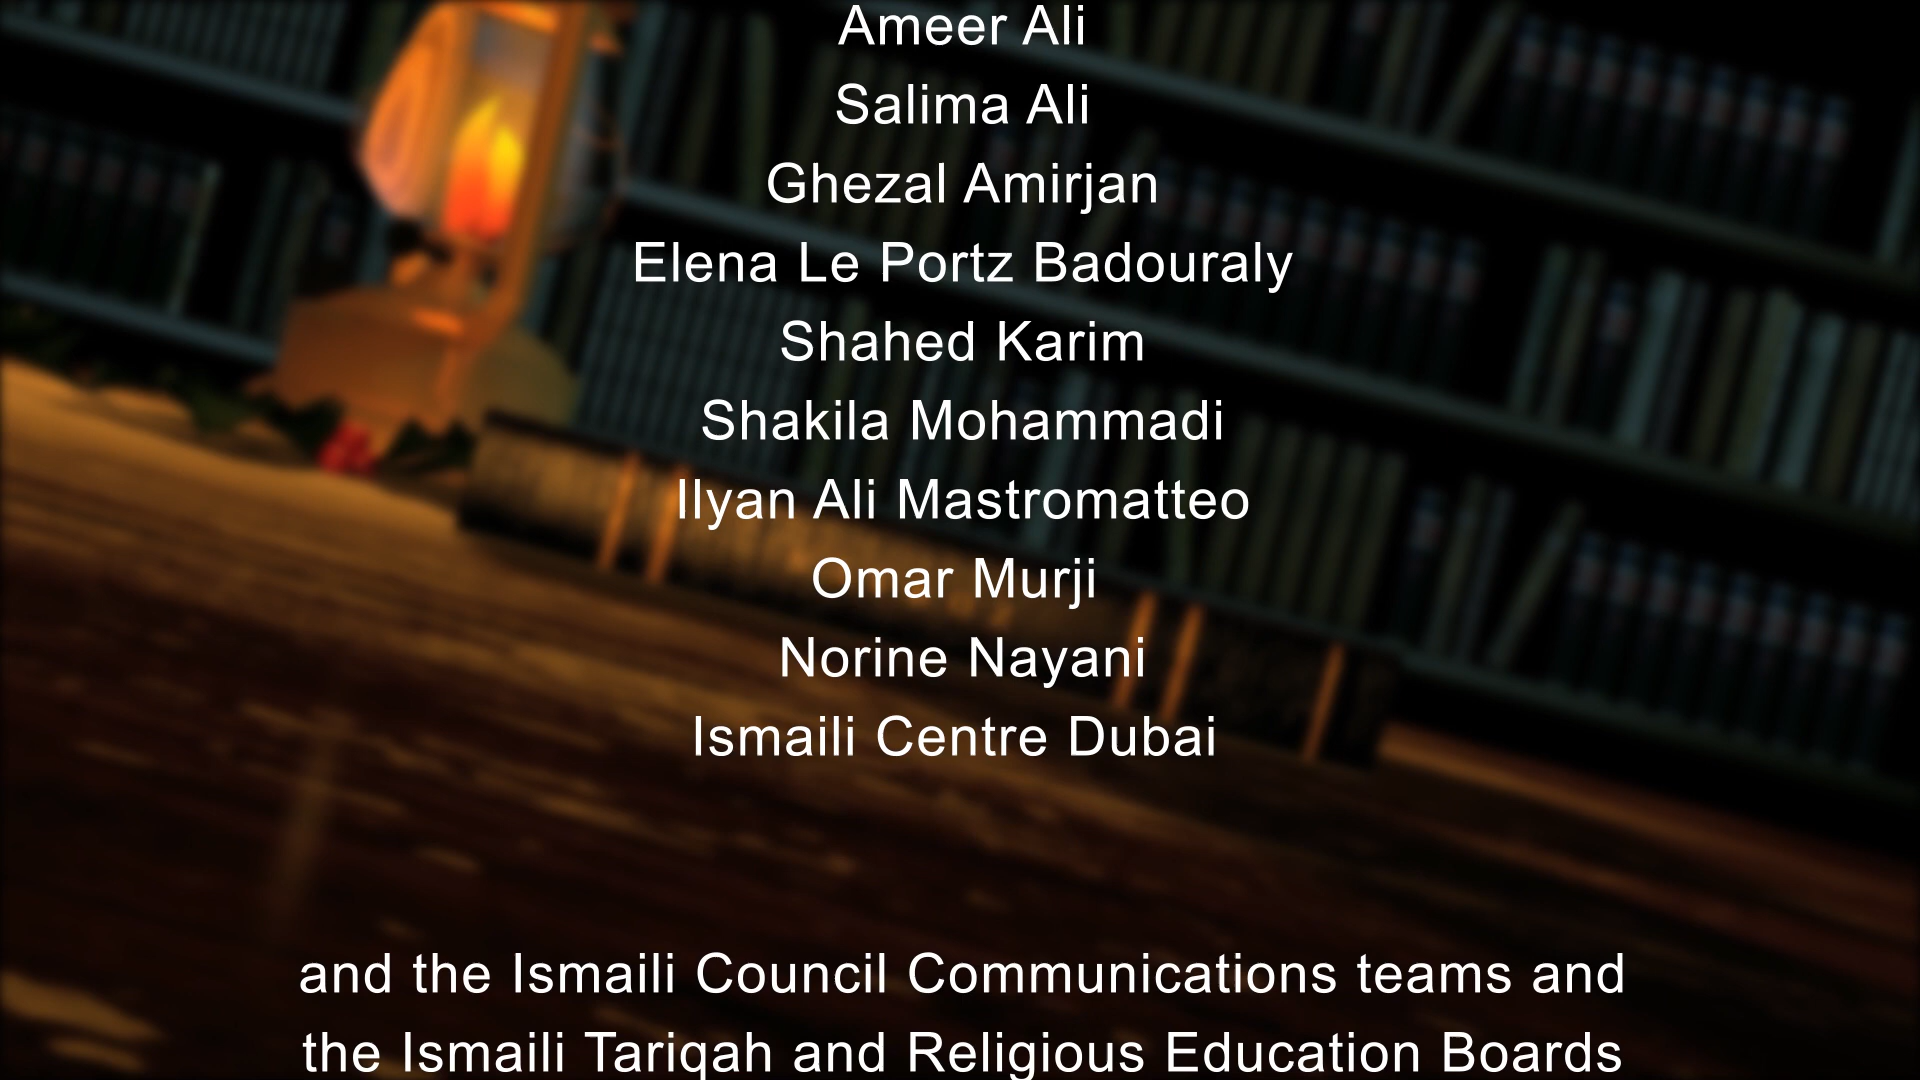 Ameer Ali
Salima Ali
Ghezal Amirjan
Elena Le Portz Badouraly
Shahed Karim
Shakila Mohammadi
Ilyan Ali Mastromatteo
Omar Murji
Norine Nayani
Ismaili Centre Dubai
and the Ismaili Council Communications teams and
the Ismaili Tariqah and Religious Education Boards